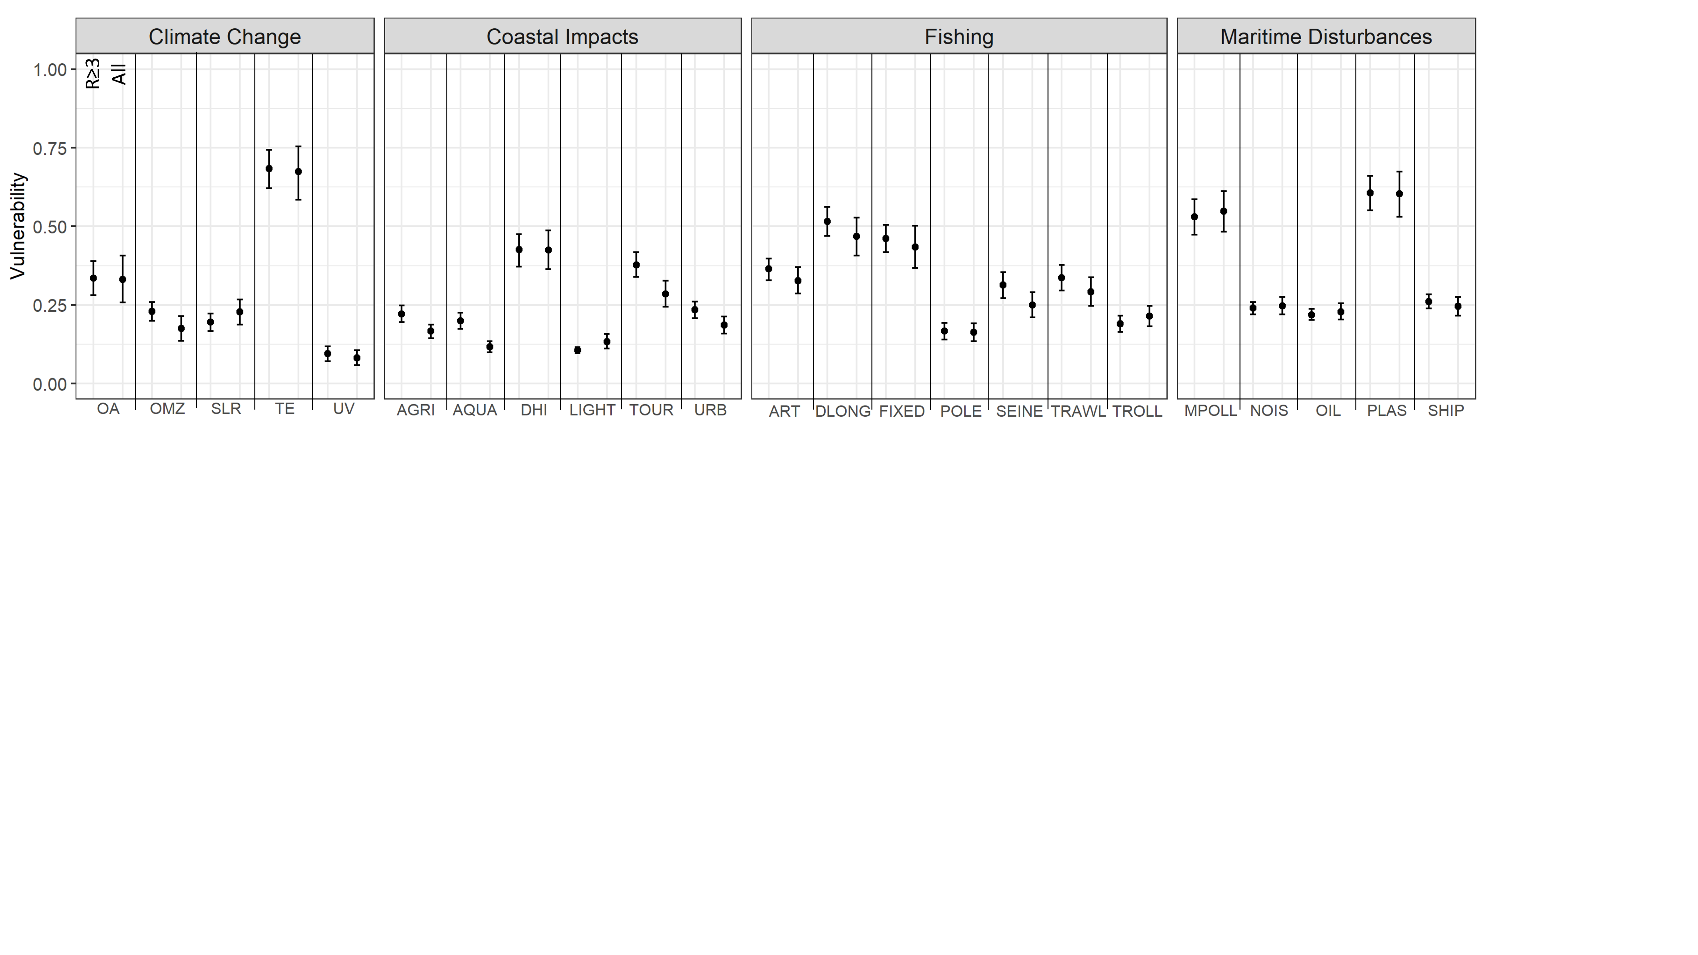 Climate Change Coastal Impacts Fishing Maritime Disturbances
R≥3 All
1.00
0.75
0.50
0.25
0.00
Vulnerability
OA OMZ SLR TE UV AGRI AQUA DHI LIGHT TOUR URB ART DLONG FIXED POLE SEINE TRAWL TROLL MPOLL NOIS OIL PLAS SHIP